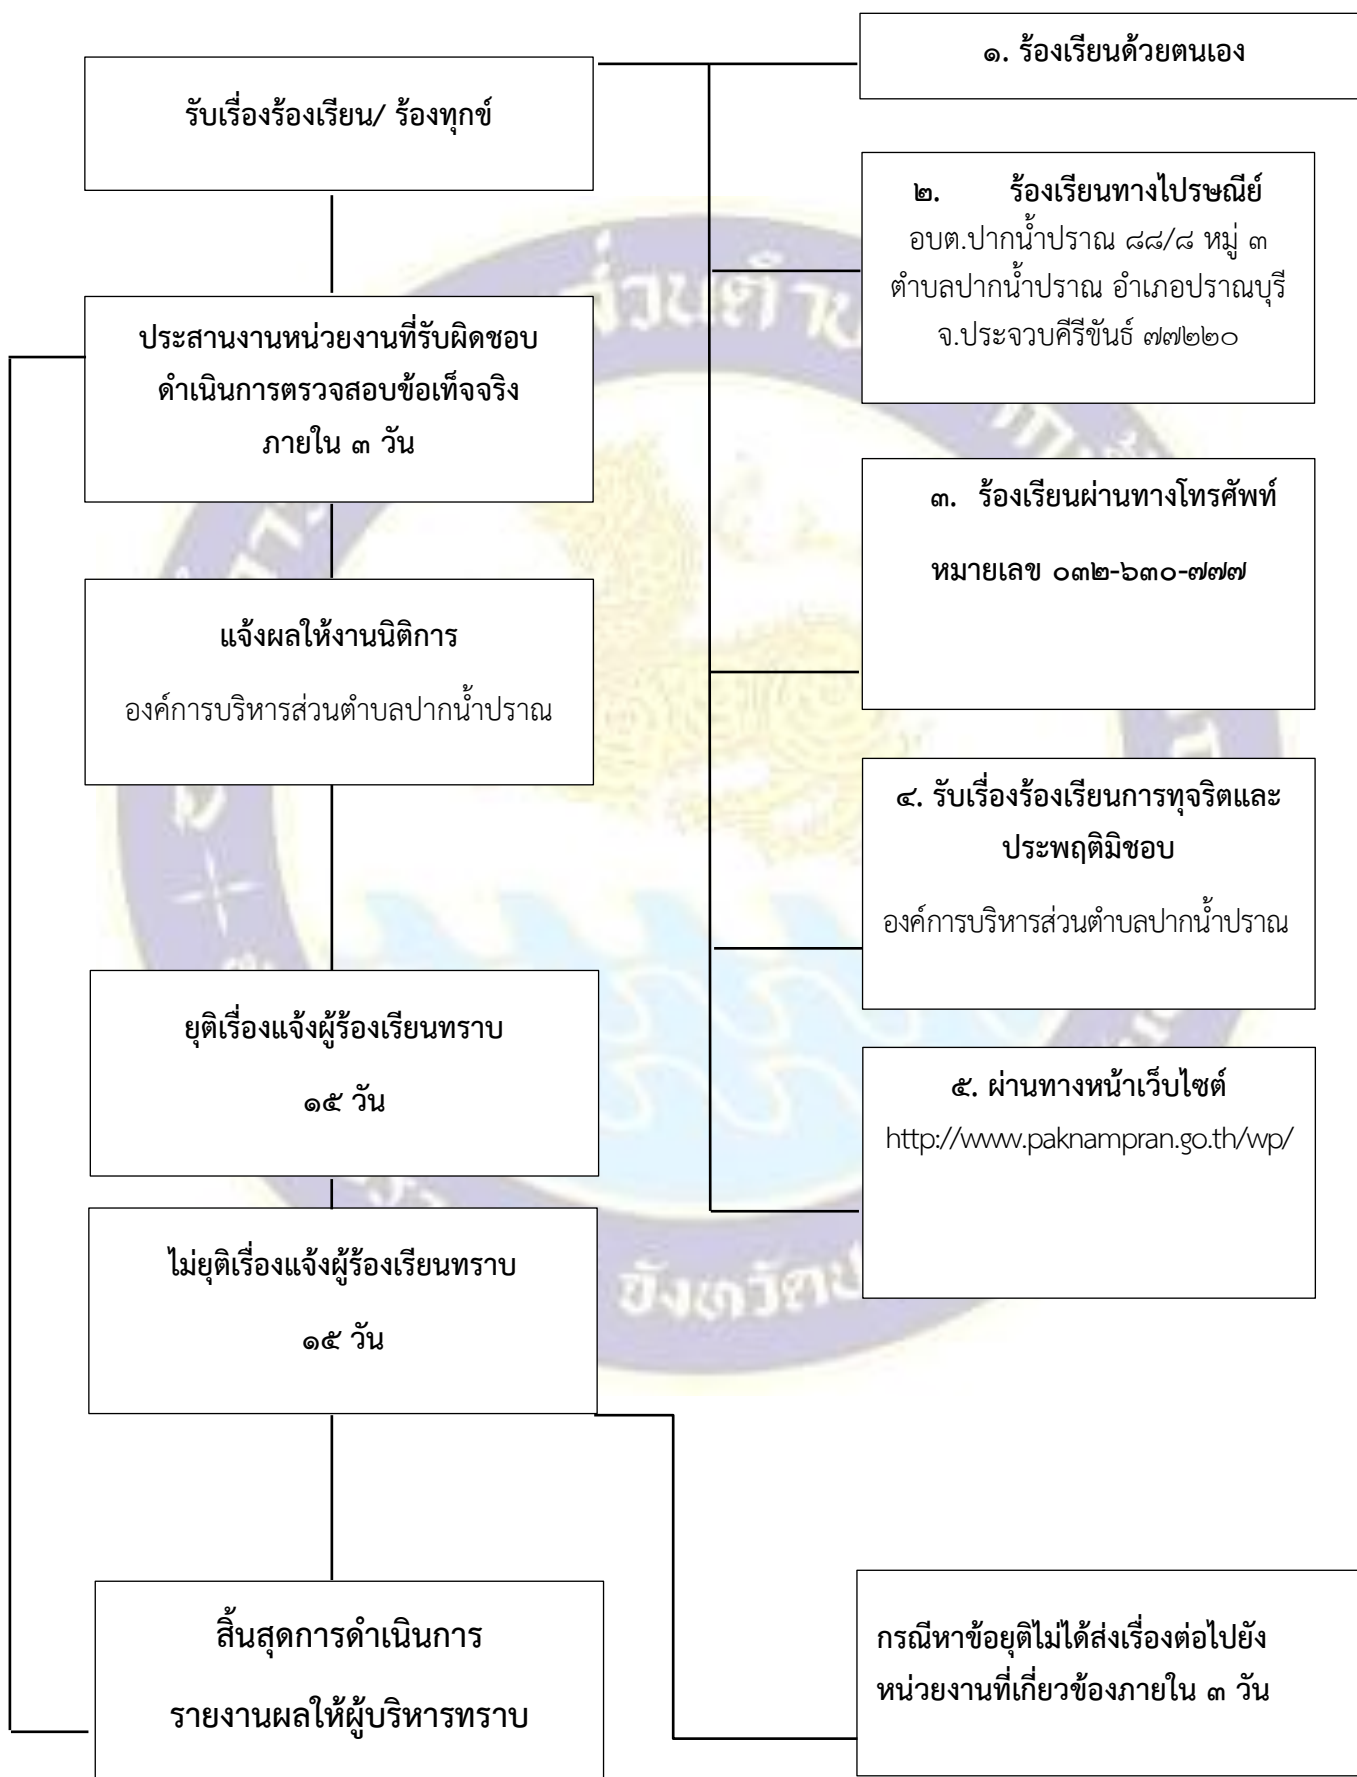 รับเรื่องร้องเรียน/ ร้องทุกข์
๑. ร้องเรียนด้วยตนเอง
๒. ร้องเรียนทางไปรษณีย์
อบต.ปากน้ำปราณ ๘๘/๘ หมู่ ๓
ตำบลปากน้ำปราณ อำเภอปราณบุรี
จ.ประจวบคีรีขันธ์ ๗๗๒๒๐
ประสานงานหน่วยงานที่รับผิดชอบ
ดำเนินการตรวจสอบข้อเท็จจริง
ภายใน ๓ วัน
๓. ร้องเรียนผ่านทางโทรศัพท์
หมายเลข ๐๓๒-๖๓๐-๗๗๗
แจ้งผลให้งานนิติการ
องค์การบริหารส่วนตำบลปากน้ำปราณ
๔. รับเรื่องร้องเรียนการทุจริตและ
ประพฤติมิชอบ
องค์การบริหารส่วนตำบลปากน้ำปราณ
ยุติเรื่องแจ้งผู้ร้องเรียนทราบ
๑๕ วัน
๕. ผ่านทางหน้าเว็บไซต์
http://www.paknampran.go.th/wp/
ไม่ยุติเรื่องแจ้งผู้ร้องเรียนทราบ
๑๕ วัน
สิ้นสุดการดำเนินการ
รายงานผลให้ผู้บริหารทราบ
กรณีหาข้อยุติไม่ได้ส่งเรื่องต่อไปยัง
หน่วยงานที่เกี่ยวข้องภายใน ๓ วัน